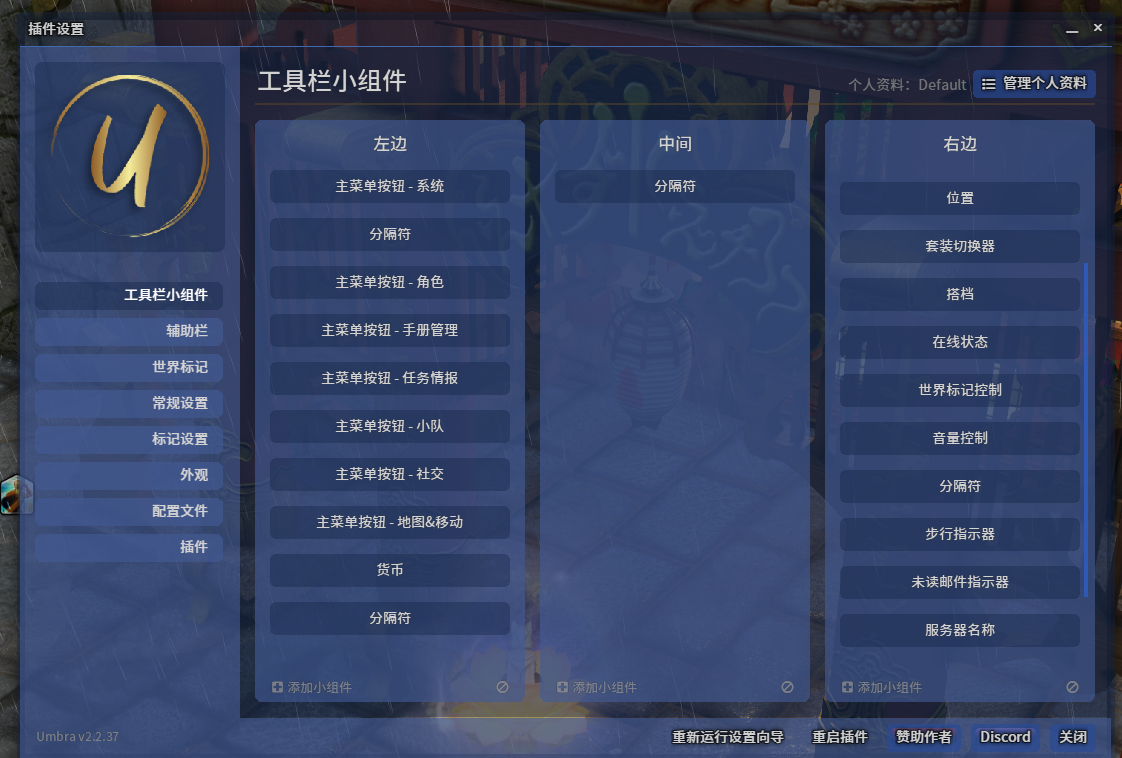 插件设置
工具栏小组件
个人资料：Default
管理个人资料
工具栏小组件
辅助栏
世界标记
常规设置
标记设置
外观
配置文件
插件
左边
主菜单按钮 - 系统
分隔符
主菜单按钮 - 角色
主菜单按钮 - 手册管理
主菜单按钮 - 任务情报
主菜单按钮 - 小队
主菜单按钮 - 社交
主菜单按钮 - 地图&移动
货币
分隔符
添加小组件
中间
分隔符
添加小组件
右边
位置
套装切换器
搭档
在线状态
世界标记控制
音量控制
分隔符
步行指示器
未读邮件指示器
服务器名称
添加小组件
Umbra v2.2.37
重新运行设置向导
重启插件
赞助作者
Discord
关闭